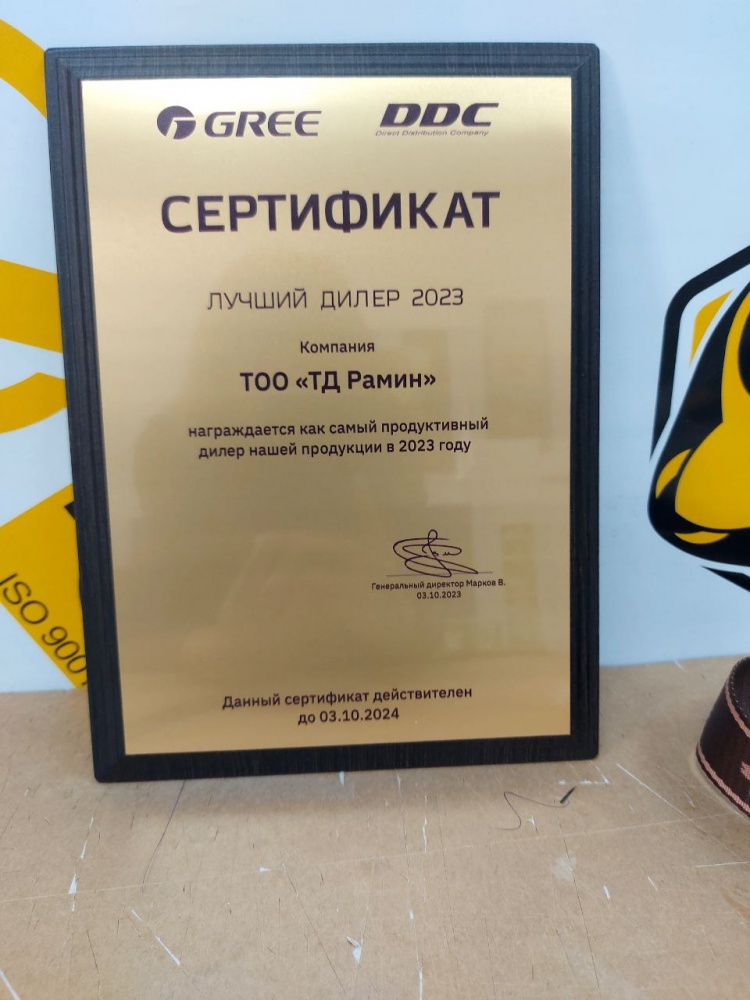 GREE DDC
Direct Distribution Company
СЕРТИФИКАТ
ЛУЧШИЙ ДИЛЕР 2023
Компания
ТОО «ТД Рамин»
награждается как самый продуктивный
дилер нашей продукции в 2023 году
Генеральный директор Марков В.
03.10.2023
Данный сертификат действителен
до 03.10.2024
ISO 9001